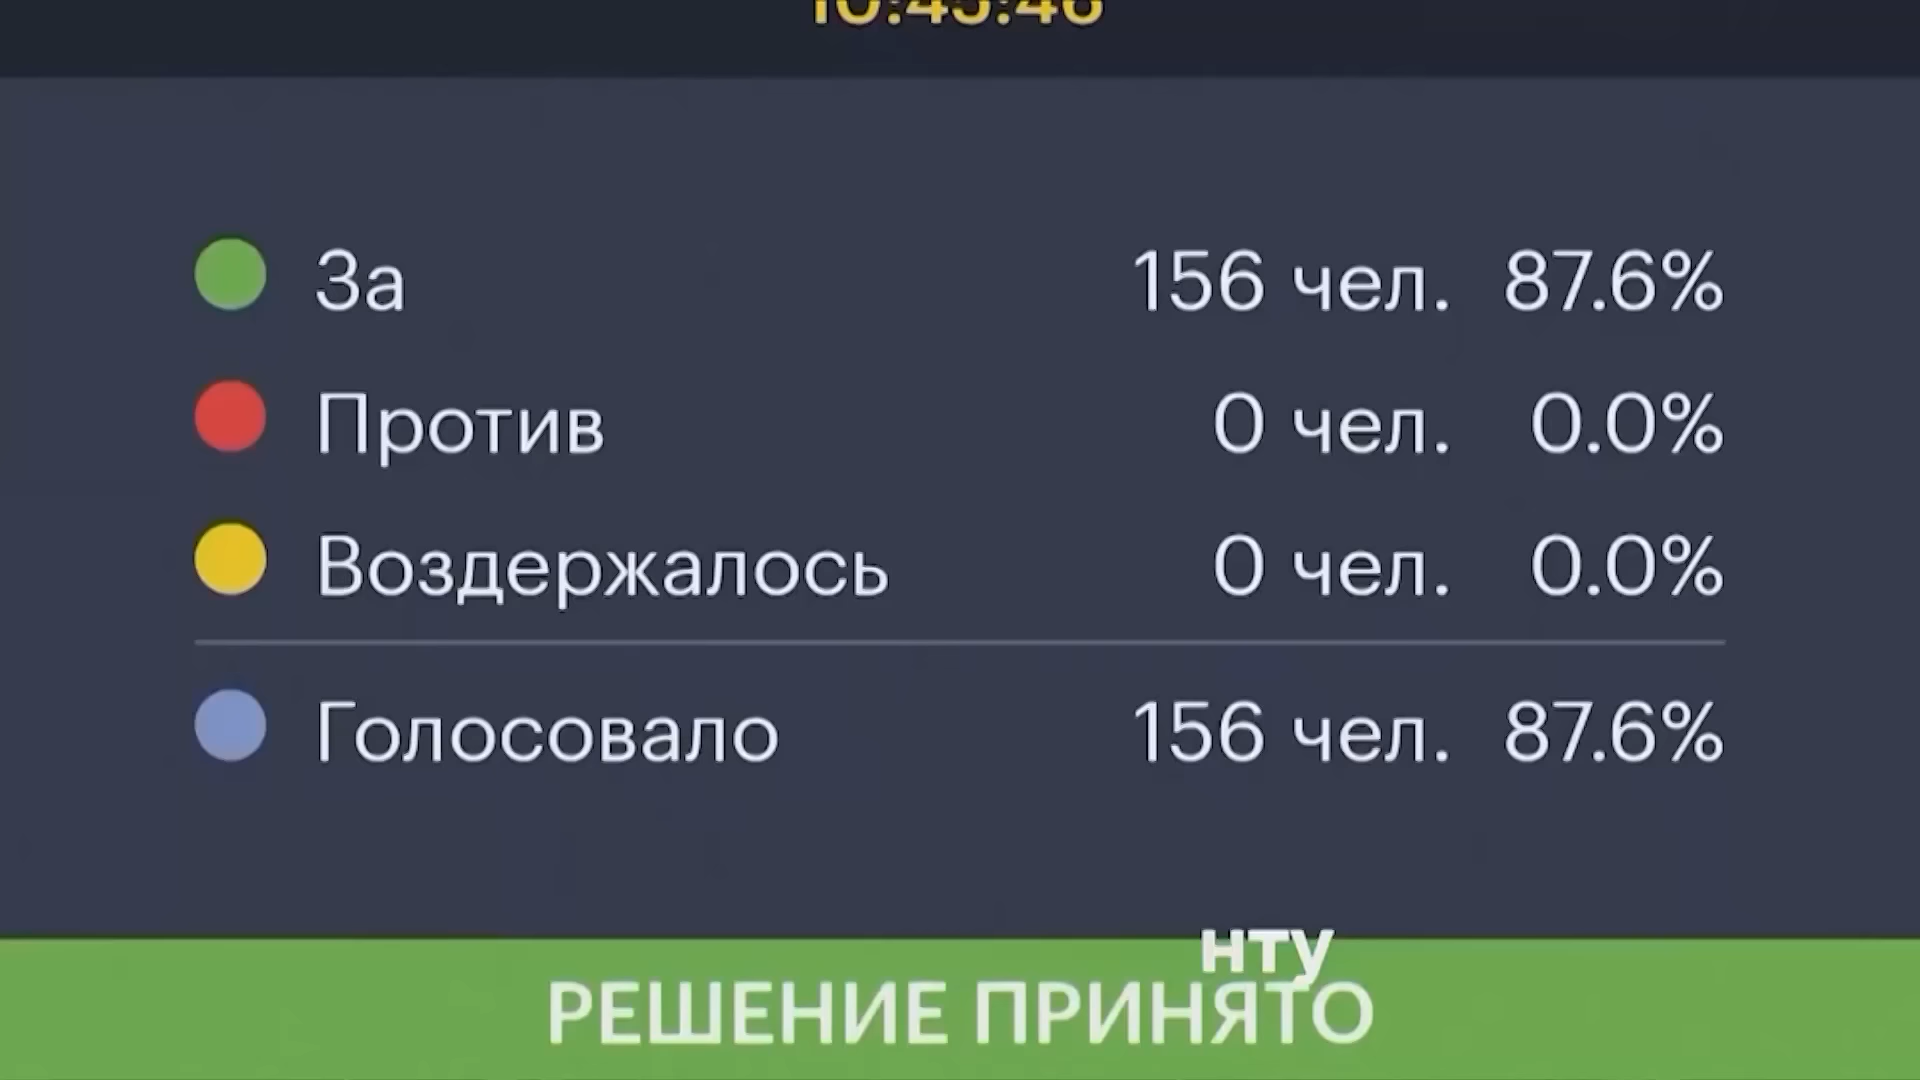 За 156 чел. 87.6%
Против 0 чел. 0.0%
Воздержалось 0 чел. 0.0%
Голосовало 156 чел. 87.6%
нту
РЕШЕНИЕ ПРИНЯТО